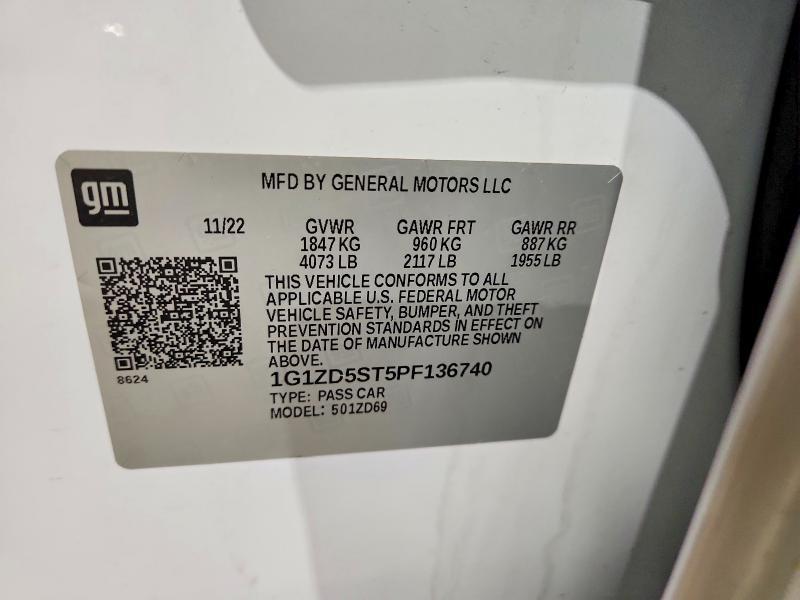 gm
MFD BY GENERAL MOTORS LLC
11/22 GVWR GAWR FRT GAWR RR
1847 KG 960 KG 887 KG
4073 LB 2117 LB 1955 LB
THIS VEHICLE CONFORMS TO ALL
APPLICABLE U.S. FEDERAL MOTOR
VEHICLE SAFETY, BUMPER, AND THEFT
PREVENTION STANDARDS IN EFFECT ON
THE DATE OF MANUFACTURE SHOWN
ABOVE.
8624
1G1ZD5ST5PF136740
TYPE: PASS CAR
MODEL: 501ZD69